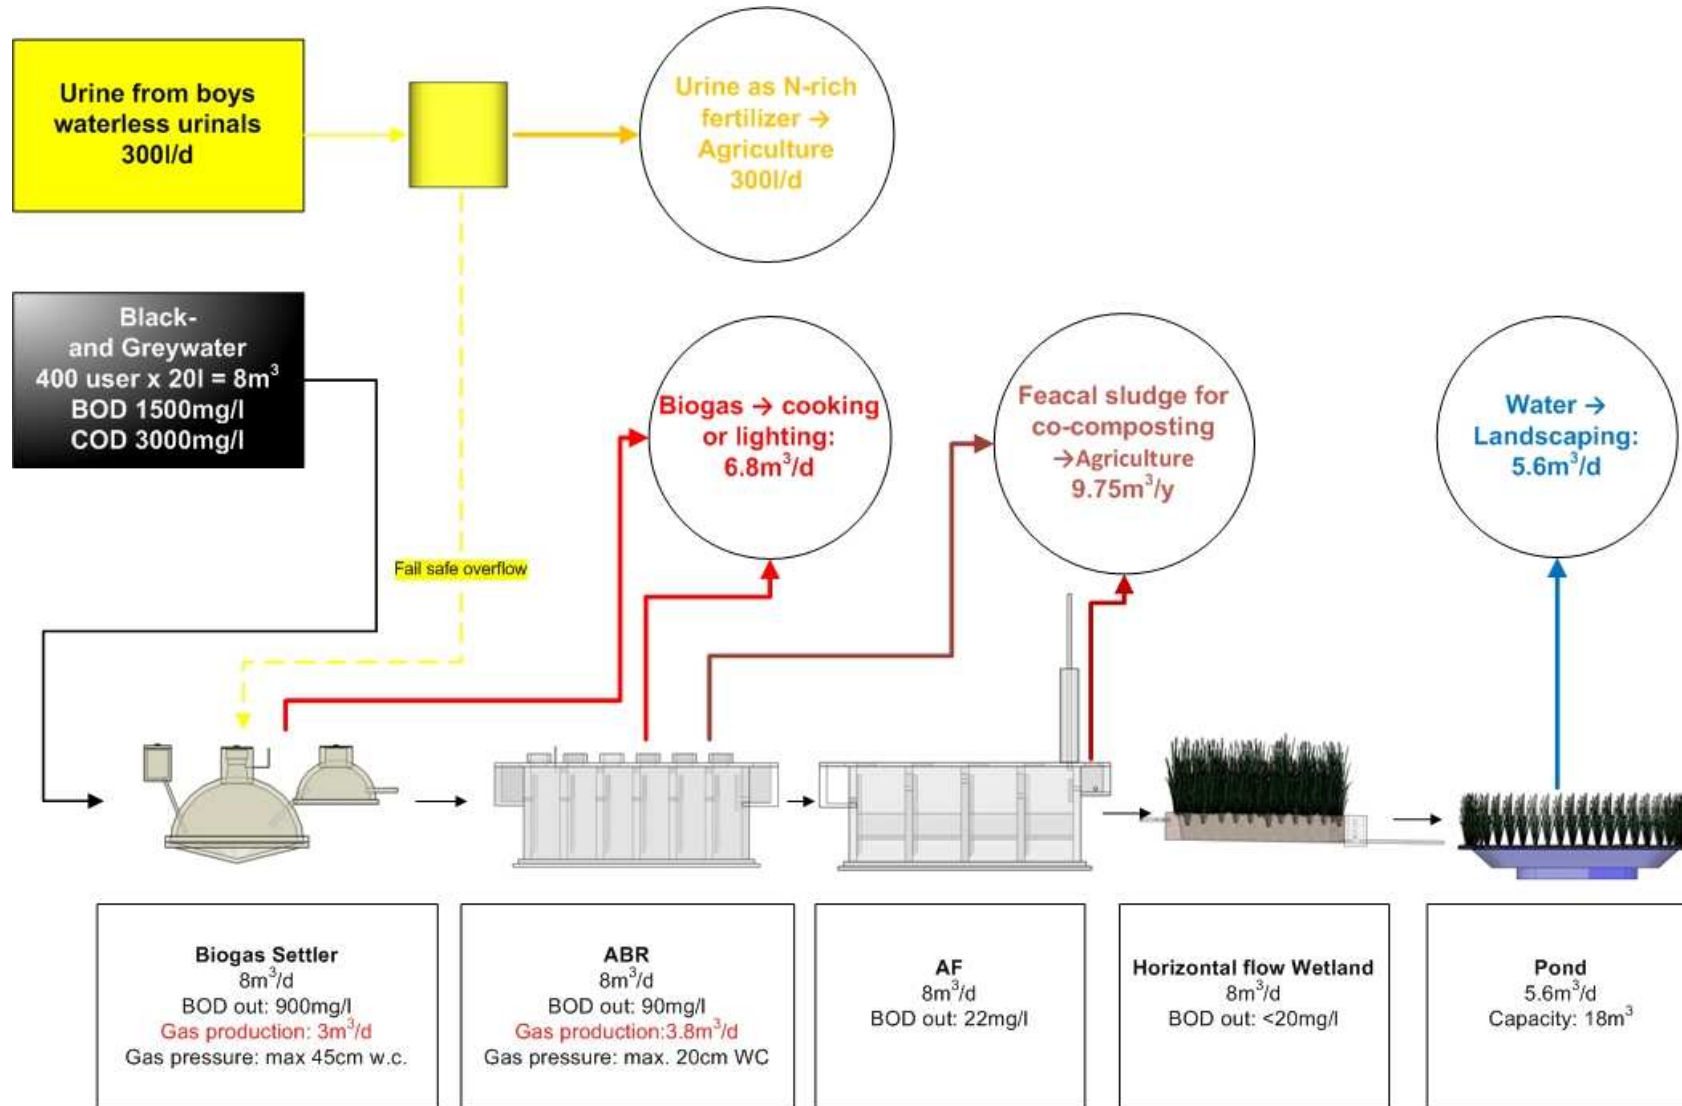 Urine from boys
waterless urinals
300l/d
Urine as N-rich
fertilizer →
Agriculture
300l/d
Black-
and Greywater
400 user x 20l = 8m³
BOD 1500mg/l
COD 3000mg/l
Biogas → cooking
or lighting:
6.8m³/d
Feacal sludge for
co-composting
→Agriculture
9.75m³/y
Water →
Landscaping:
5.6m³/d
Fail safe overflow
Biogas Settler
8m³/d
BOD out: 900mg/l
Gas production: 3m³/d
Gas pressure: max 45cm w.c.
ABR
8m³/d
BOD out: 90mg/l
Gas production:3.8m³/d
Gas pressure: max. 20cm WC
AF
8m³/d
BOD out: 22mg/l
Horizontal flow Wetland
8m³/d
BOD out: <20mg/l
Pond
5.6m³/d
Capacity: 18m³